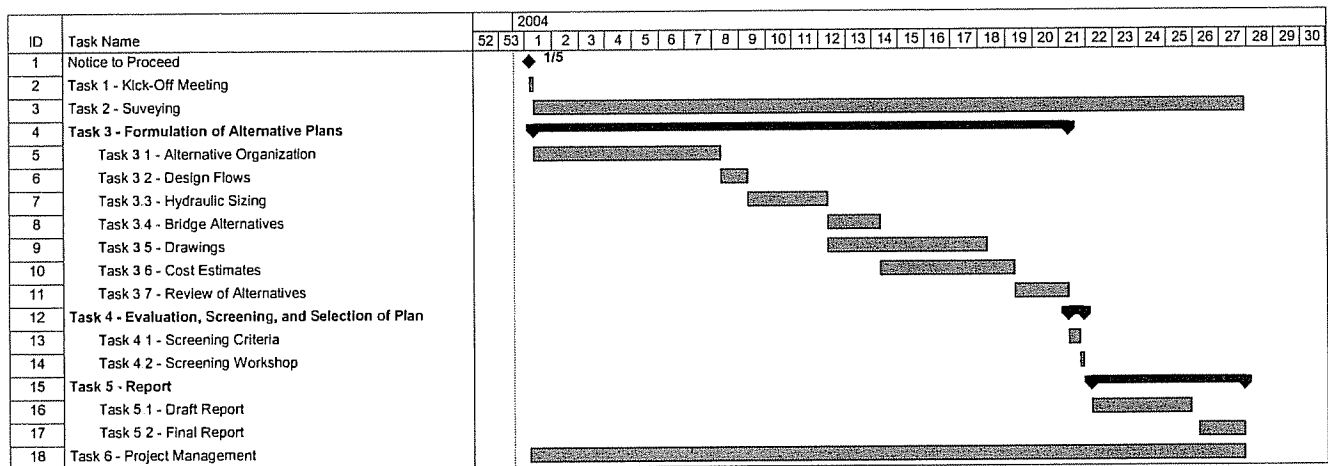 2004
ID Task Name 52 53 1 2 3 4 5 6 7 8 9 10 11 12 13 14 15 16 17 18 19 20 21 22 23 24 25 26 27 28 29 30
1 Notice to Proceed 1/5
2 Task 1 - Kick-Off Meeting
3 Task 2 - Suveying
4 Task 3 - Formulation of Alternative Plans
5 Task 3 1 - Alternative Organization
6 Task 3 2 - Design Flows
7 Task 3.3 - Hydraulic Sizing
8 Task 3.4 - Bridge Alternatives
9 Task 3 5 - Drawings
10 Task 3 6 - Cost Estimates
11 Task 3 7 - Review of Alternatives
12 Task 4 - Evaluation, Screening, and Selection of Plan
13 Task 4 1 - Screening Criteria
14 Task 4 2 - Screening Workshop
15 Task 5 - Report
16 Task 5 1 - Draft Report
17 Task 5 2 - Final Report
18 Task 6 - Project Management